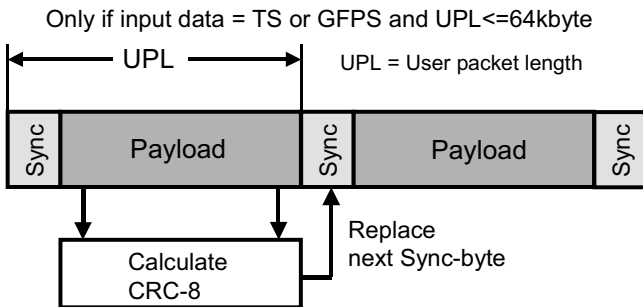 Only if input data = TS or GFPS and UPL<=64kbyte
UPL
UPL = User packet length
Sync
Payload
Sync
Payload
Sync
Calculate
CRC-8
Replace
next Sync-byte